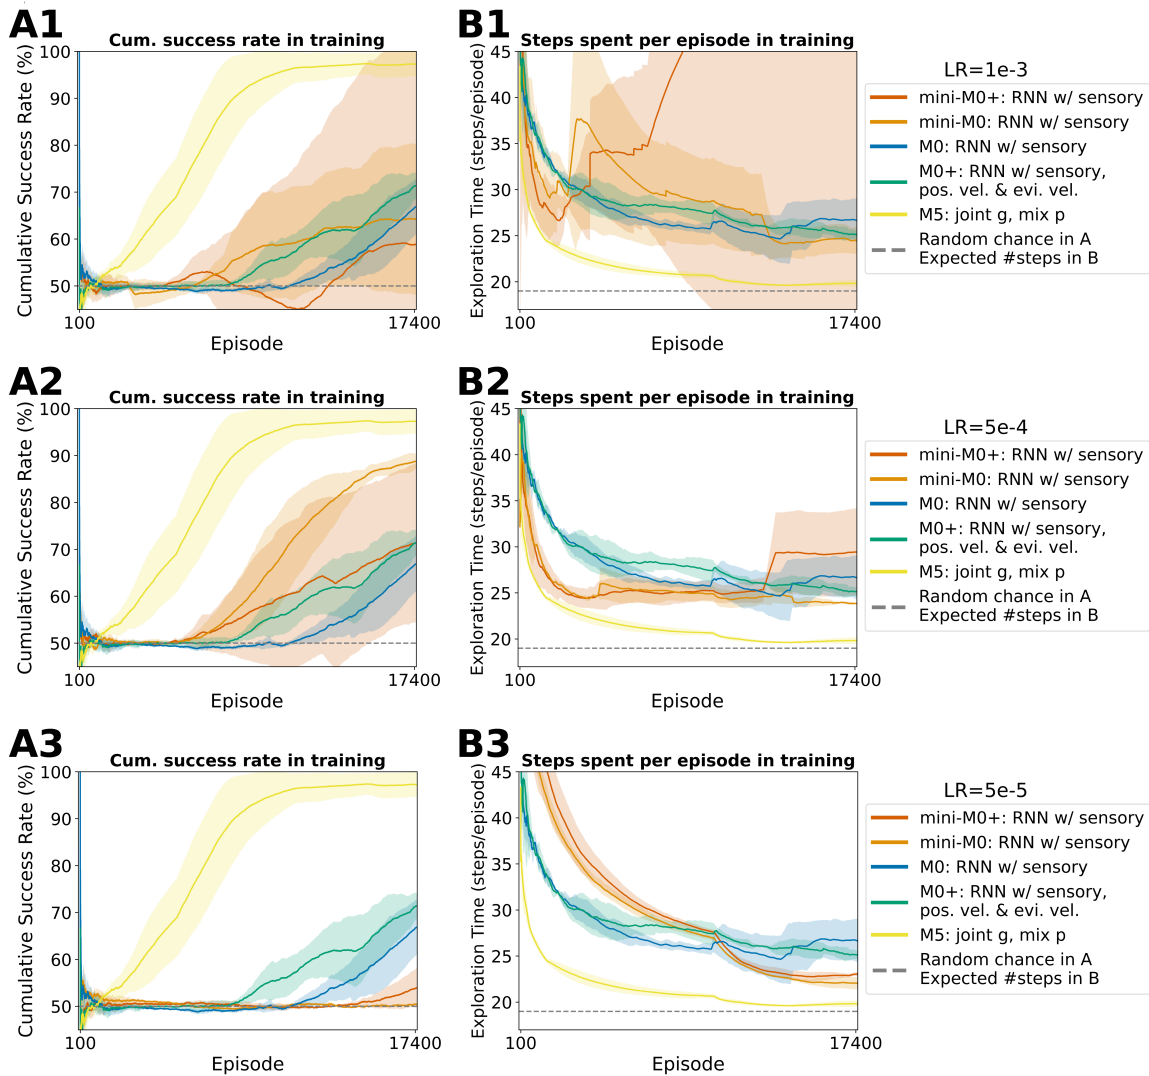 A1
Cum. success rate in training
Cumulative Success Rate (%)
100
90
80
70
60
50
100
17400
Episode
B1
Steps spent per episode in training
Exploration Time (steps/episode)
45
40
35
30
25
20
100
17400
Episode
LR=1e-3
mini-M0+: RNN w/ sensory
mini-M0: RNN w/ sensory
M0: RNN w/ sensory
M0+: RNN w/ sensory,
pos. vel. & evi. vel.
M5: joint g, mix p
Random chance in A
Expected #steps in B
A2
Cum. success rate in training
Cumulative Success Rate (%)
100
90
80
70
60
50
100
17400
Episode
B2
Steps spent per episode in training
Exploration Time (steps/episode)
45
40
35
30
25
20
100
17400
Episode
LR=5e-4
mini-M0+: RNN w/ sensory
mini-M0: RNN w/ sensory
M0: RNN w/ sensory
M0+: RNN w/ sensory,
pos. vel. & evi. vel.
M5: joint g, mix p
Random chance in A
Expected #steps in B
A3
Cum. success rate in training
Cumulative Success Rate (%)
100
90
80
70
60
50
100
17400
Episode
B3
Steps spent per episode in training
Exploration Time (steps/episode)
45
40
35
30
25
20
100
17400
Episode
LR=5e-5
mini-M0+: RNN w/ sensory
mini-M0: RNN w/ sensory
M0: RNN w/ sensory
M0+: RNN w/ sensory,
pos. vel. & evi. vel.
M5: joint g, mix p
Random chance in A
Expected #steps in B